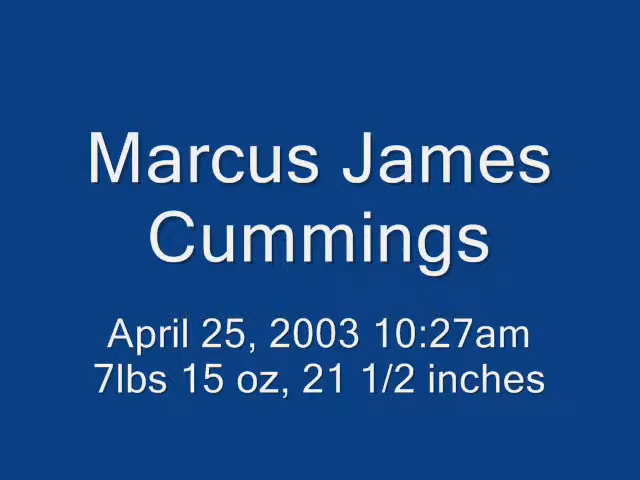 Marcus James
Cummings
April 25, 2003 10:27am
7lbs 15 oz, 21 1/2 inches